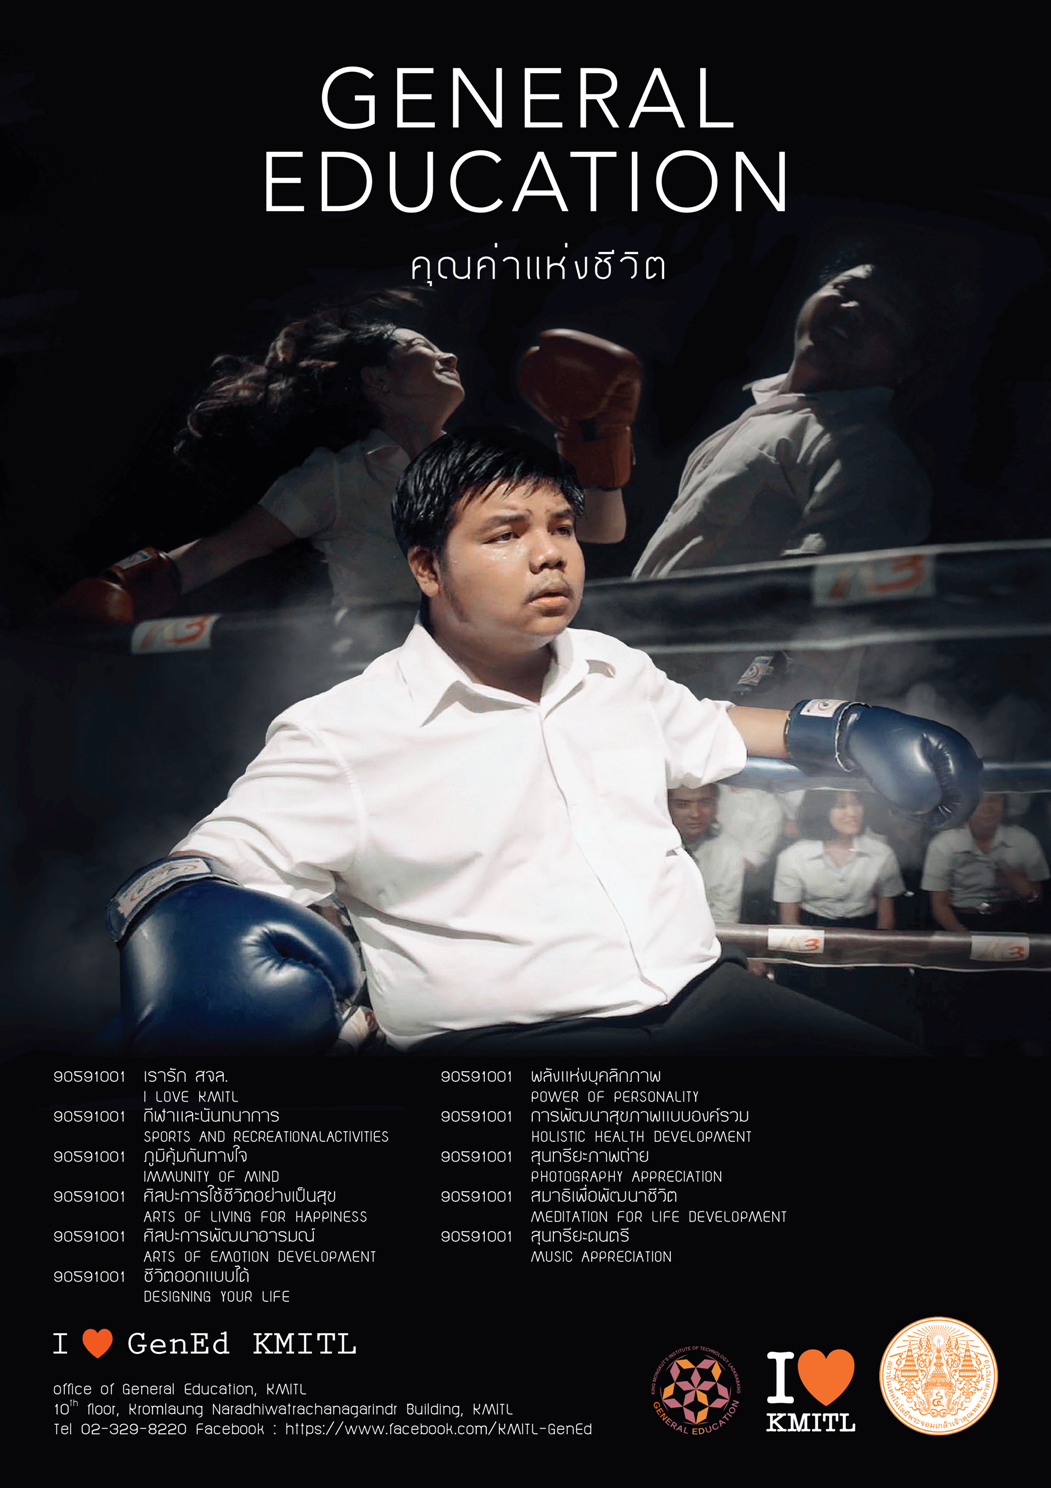 GENERAL
EDUCATION
คุณค่าแห่งชีวิต
90591001 เรารัก สจล.
I LOVE KMITL
90591001 กีฬาและนันทนาการ
SPORTS AND RECREATIONALACTIVITIES
90591001 ภูมิคุ้มกันทางใจ
IMMUNITY OF MIND
90591001 ศิลปะการใช้ชีวิตอย่างเป็นสุข
ARTS OF LIVING FOR HAPPINESS
90591001 ศิลปะการพัฒนาอารมณ์
ARTS OF EMOTION DEVELOPMENT
90591001 ชีวิตออกแบบได้
DESIGNING YOUR LIFE
90591001 พลังแห่งบุคลิกภาพ
POWER OF PERSONALITY
90591001 การพัฒนาสุขภาพแบบองค์รวม
HOLISTIC HEALTH DEVELOPMENT
90591001 สุนทรียะภาพถ่าย
PHOTOGRAPHY APPRECIATION
90591001 สมาธิเพื่อพัฒนาชีวิต
MEDITATION FOR LIFE DEVELOPMENT
90591001 สุนทรียะดนตรี
MUSIC APPRECIATION
I GenEd KMITL
office of General Education, KMITL
10th floor, Kromlaung Naradhiwatrachanagarindr Building, KMITL
Tel 02-329-8220 Facebook : https://www.facebook.com/KMITL-GenEd
KING MONGKUT'S INSTITUTE OF TECHNOLOGY LADKRABANG
GENERAL EDUCATION
I
KMITL